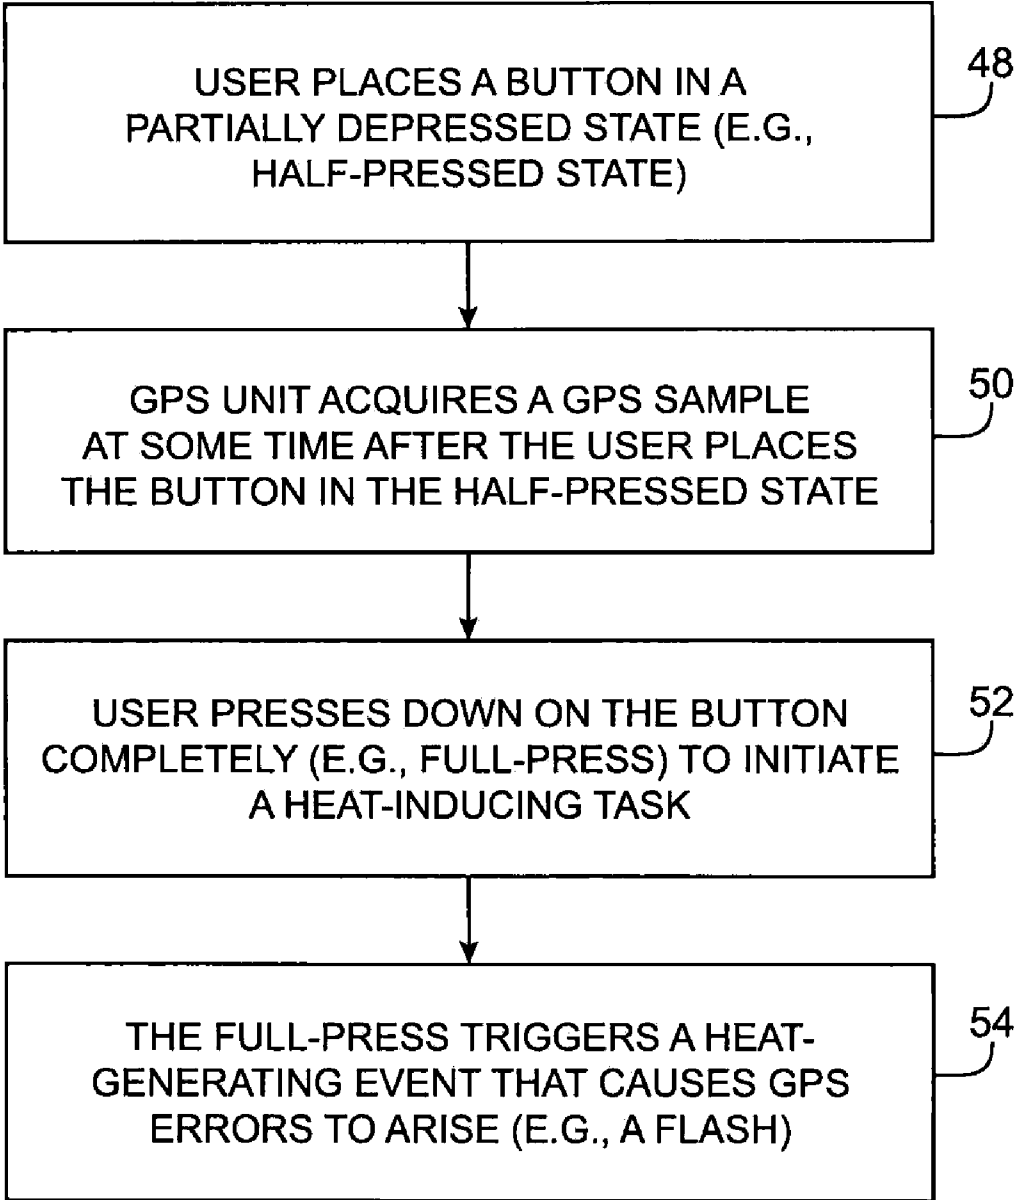 USER PLACES A BUTTON IN A
PARTIALLY DEPRESSED STATE (E.G.,
HALF-PRESSED STATE)
48
GPS UNIT ACQUIRES A GPS SAMPLE
AT SOME TIME AFTER THE USER PLACES
THE BUTTON IN THE HALF-PRESSED STATE
50
USER PRESSES DOWN ON THE BUTTON
COMPLETELY (E.G., FULL-PRESS) TO INITIATE
A HEAT-INDUCING TASK
52
THE FULL-PRESS TRIGGERS A HEAT-
GENERATING EVENT THAT CAUSES GPS
ERRORS TO ARISE (E.G., A FLASH)
54